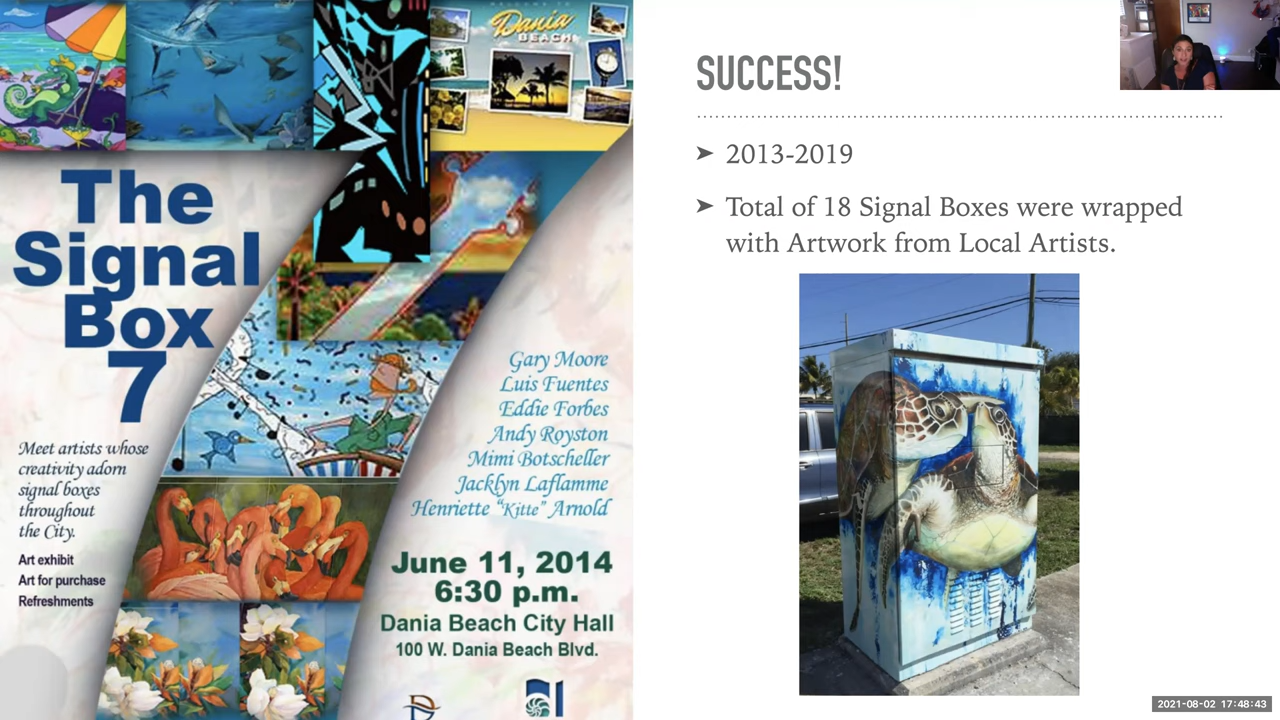 WELCOME TO
Dania
BEACH
The
Signal
Box
7
Meet artists whose
creativity adorn
signal boxes
throughout
the City.
Art exhibit
Art for purchase
Refreshments
Gary Moore
Luis Fuentes
Eddie Forbes
Andy Royston
Mimi Botscheller
Jacklyn Laflamme
Henriette “Kitte” Arnold
June 11, 2014
6:30 p.m.
Dania Beach City Hall
100 W. Dania Beach Blvd.
SUCCESS!
➤ 2013-2019
➤ Total of 18 Signal Boxes were wrapped
with Artwork from Local Artists.
2021-08-02 17:48:43